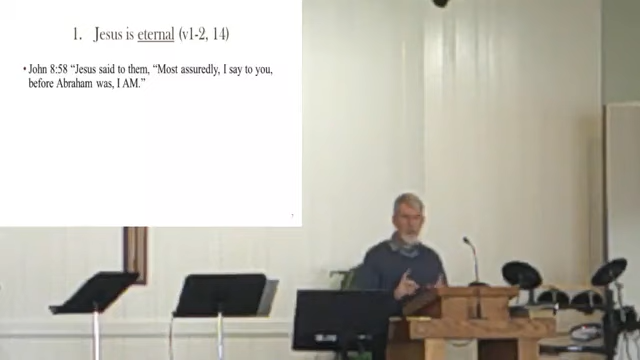 1. Jesus is eternal (v1-2, 14)
• John 8:58 “Jesus said to them, “Most assuredly, I say to you,
before Abraham was, I AM.”